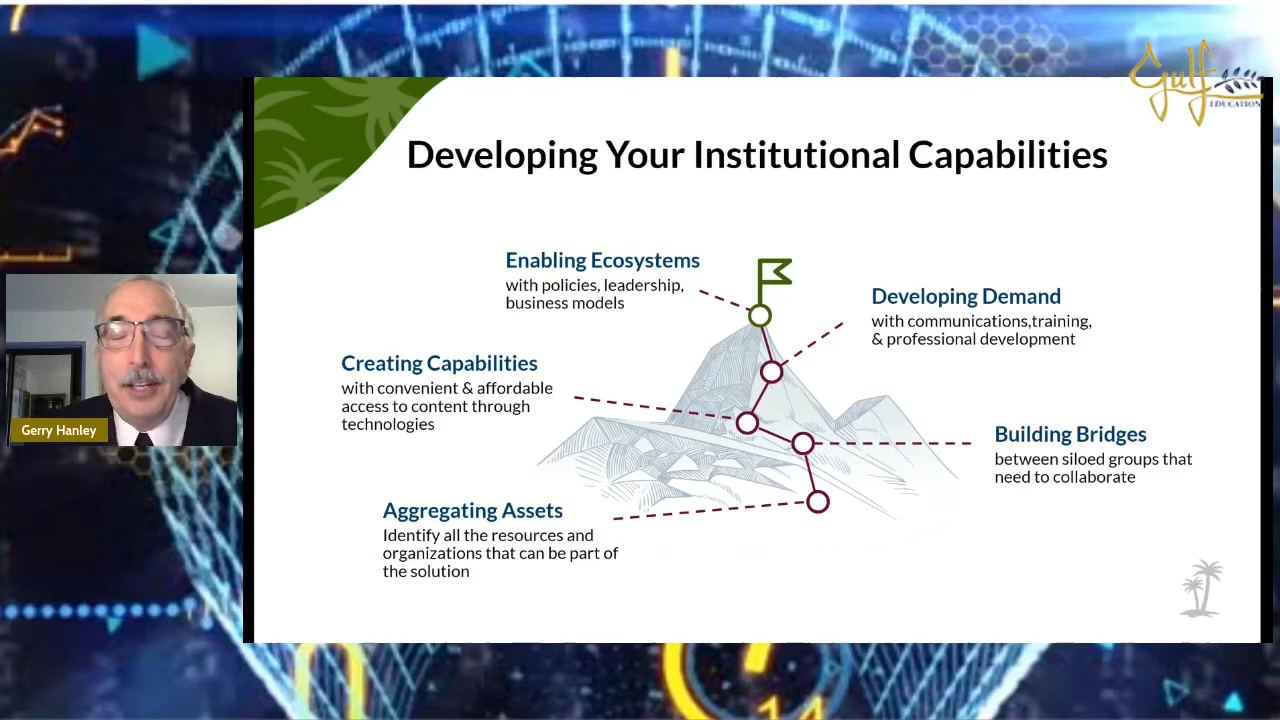 Gulf
EDUCATION
Developing Your Institutional Capabilities
Enabling Ecosystems
with policies, leadership,
business models
Developing Demand
with communications,training,
& professional development
Creating Capabilities
with convenient & affordable
access to content through
technologies
Building Bridges
between siloed groups that
need to collaborate
Aggregating Assets
Identify all the resources and
organizations that can be part of
the solution
Gerry Hanley
14